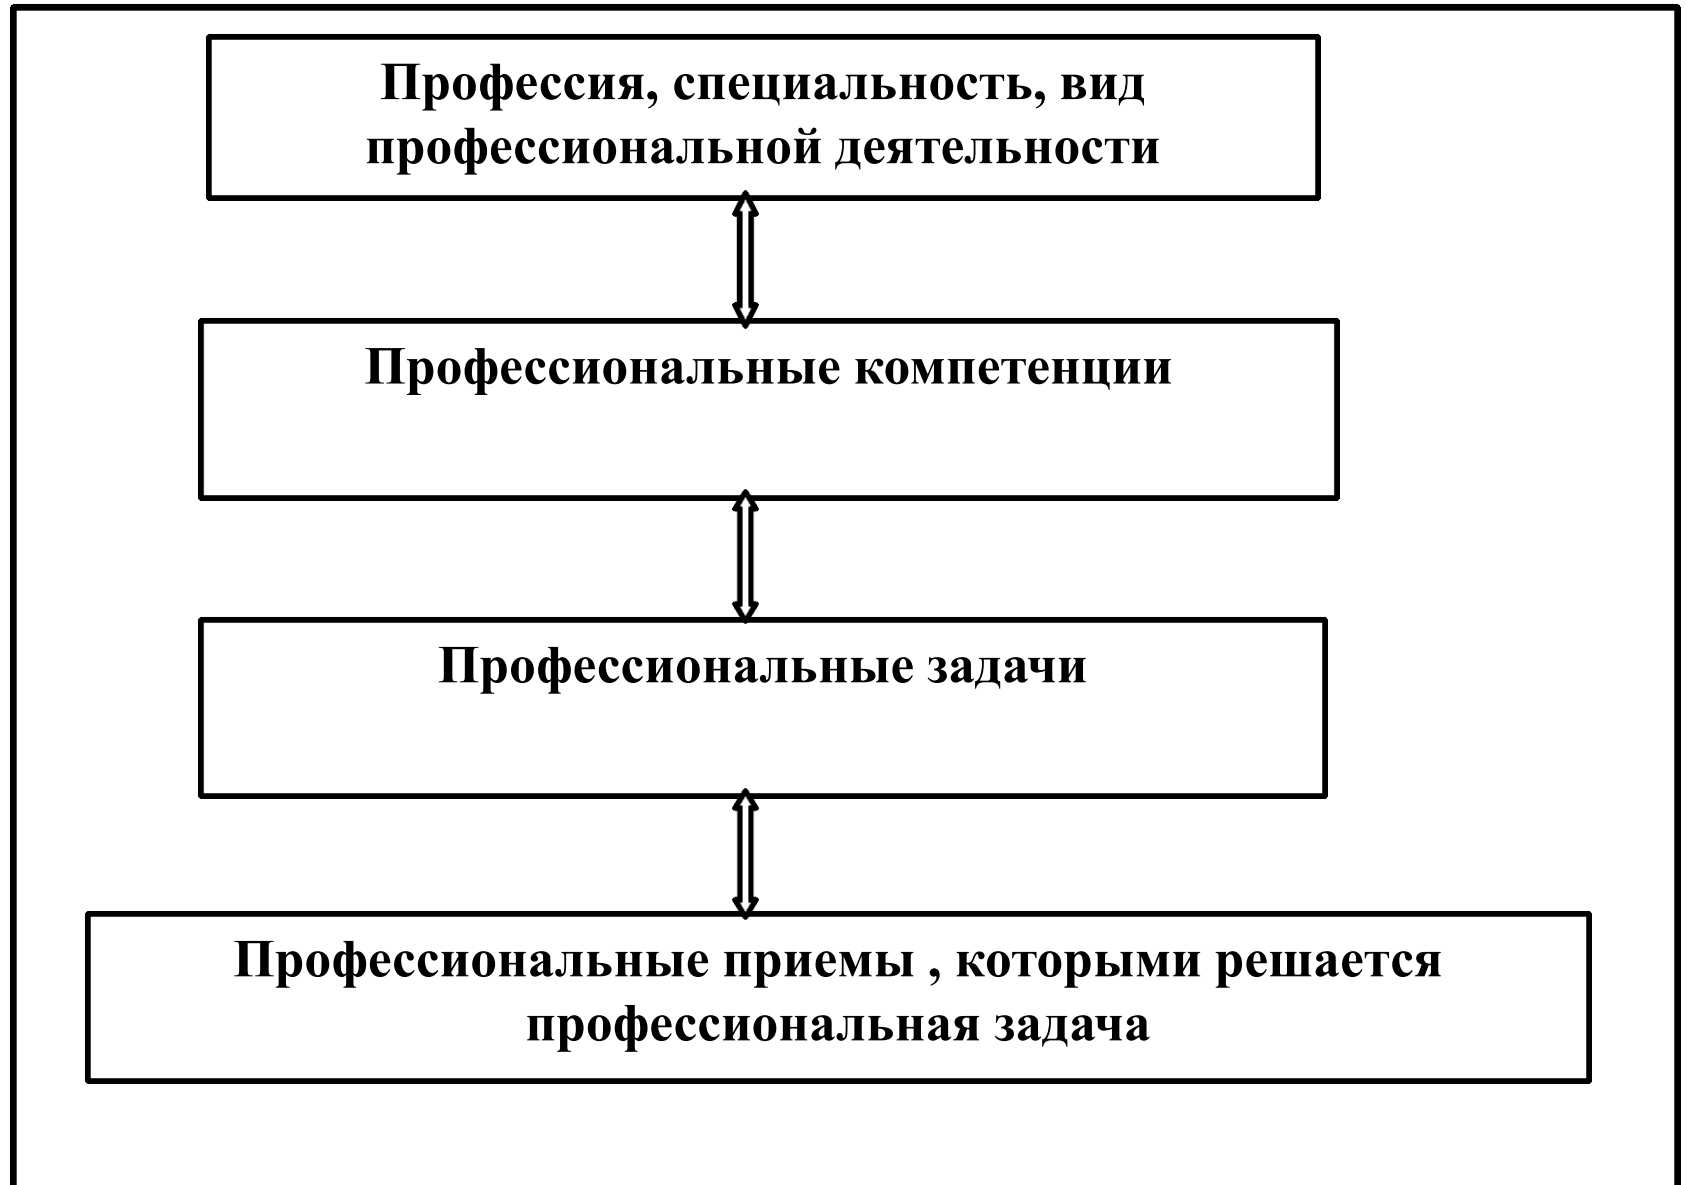 Профессия, специальность, вид
профессиональной деятельности
Профессиональные компетенции
Профессиональные задачи
Профессиональные приемы , которыми решается
профессиональная задача